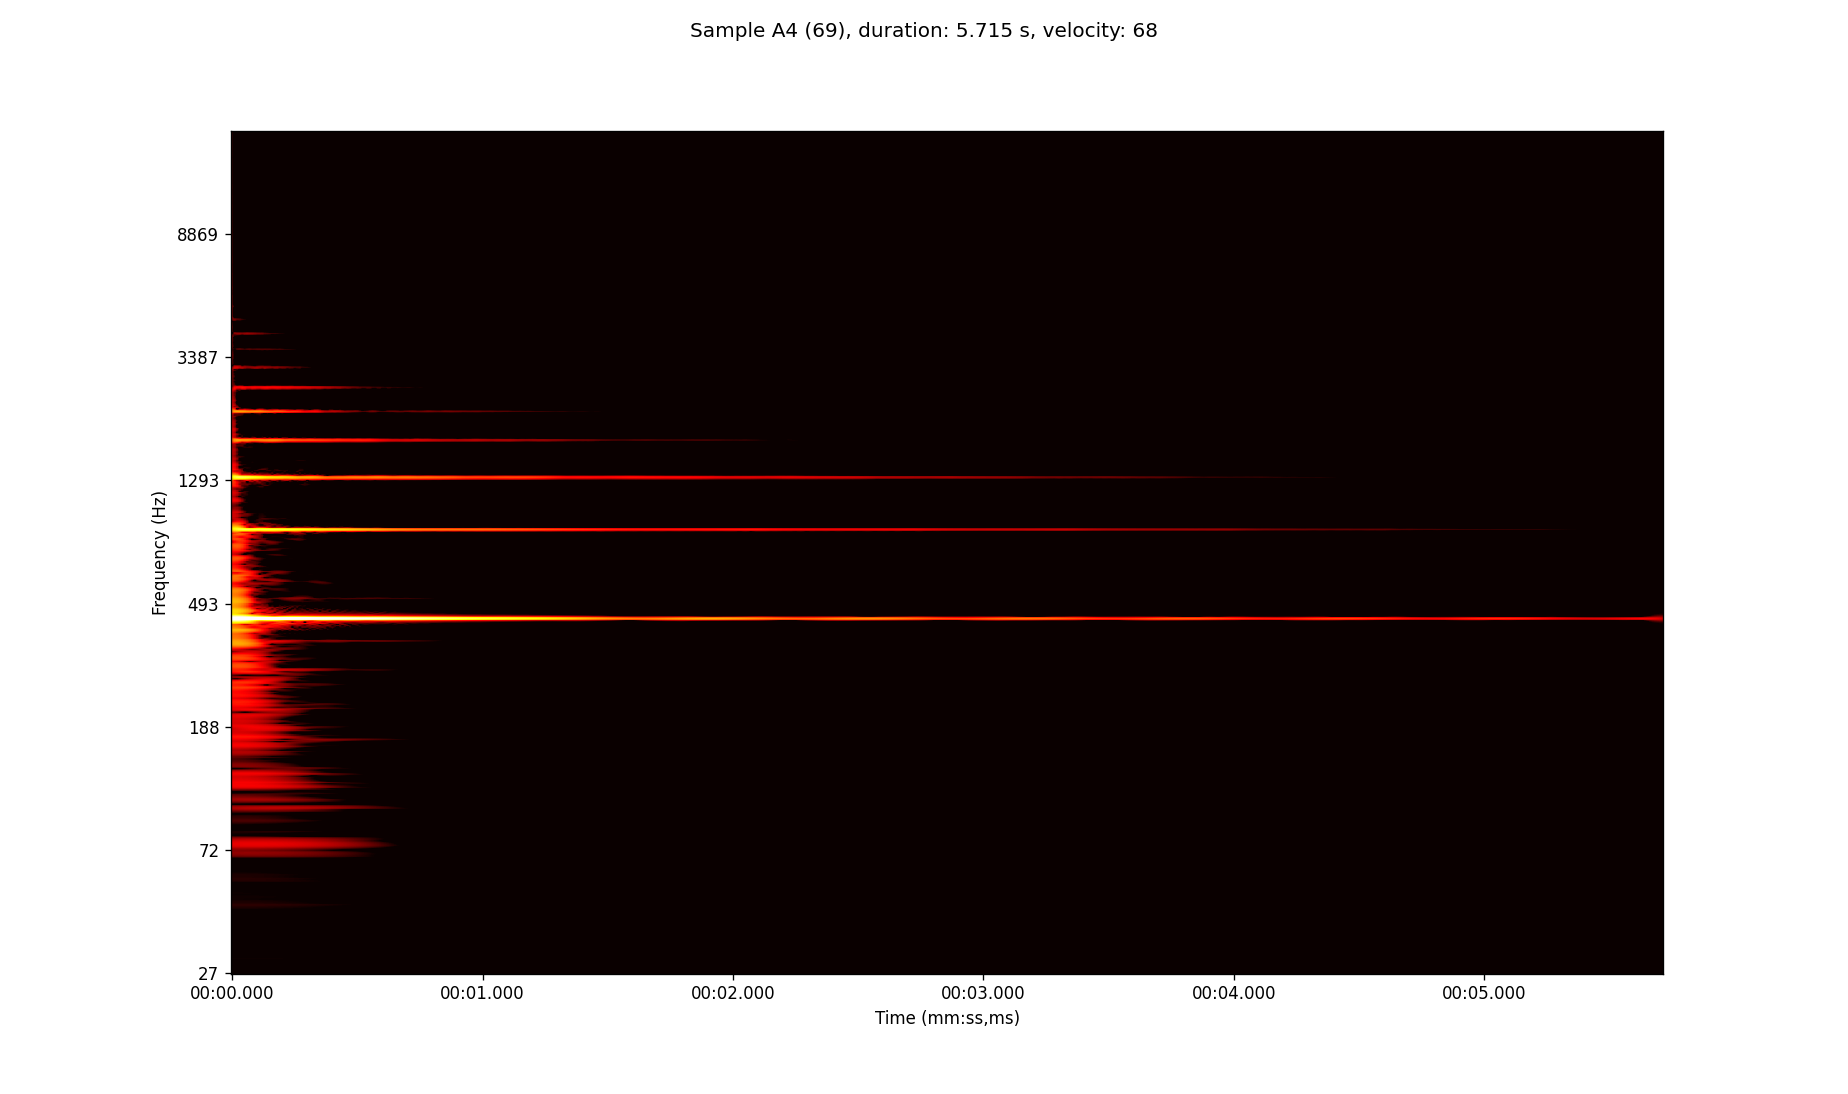 Sample A4 (69), duration: 5.715 s, velocity: 68
8869
3387
1293
493
188
72
27
Frequency (Hz)
00:00.000 00:01.000 00:02.000 00:03.000 00:04.000 00:05.000
Time (mm:ss,ms)